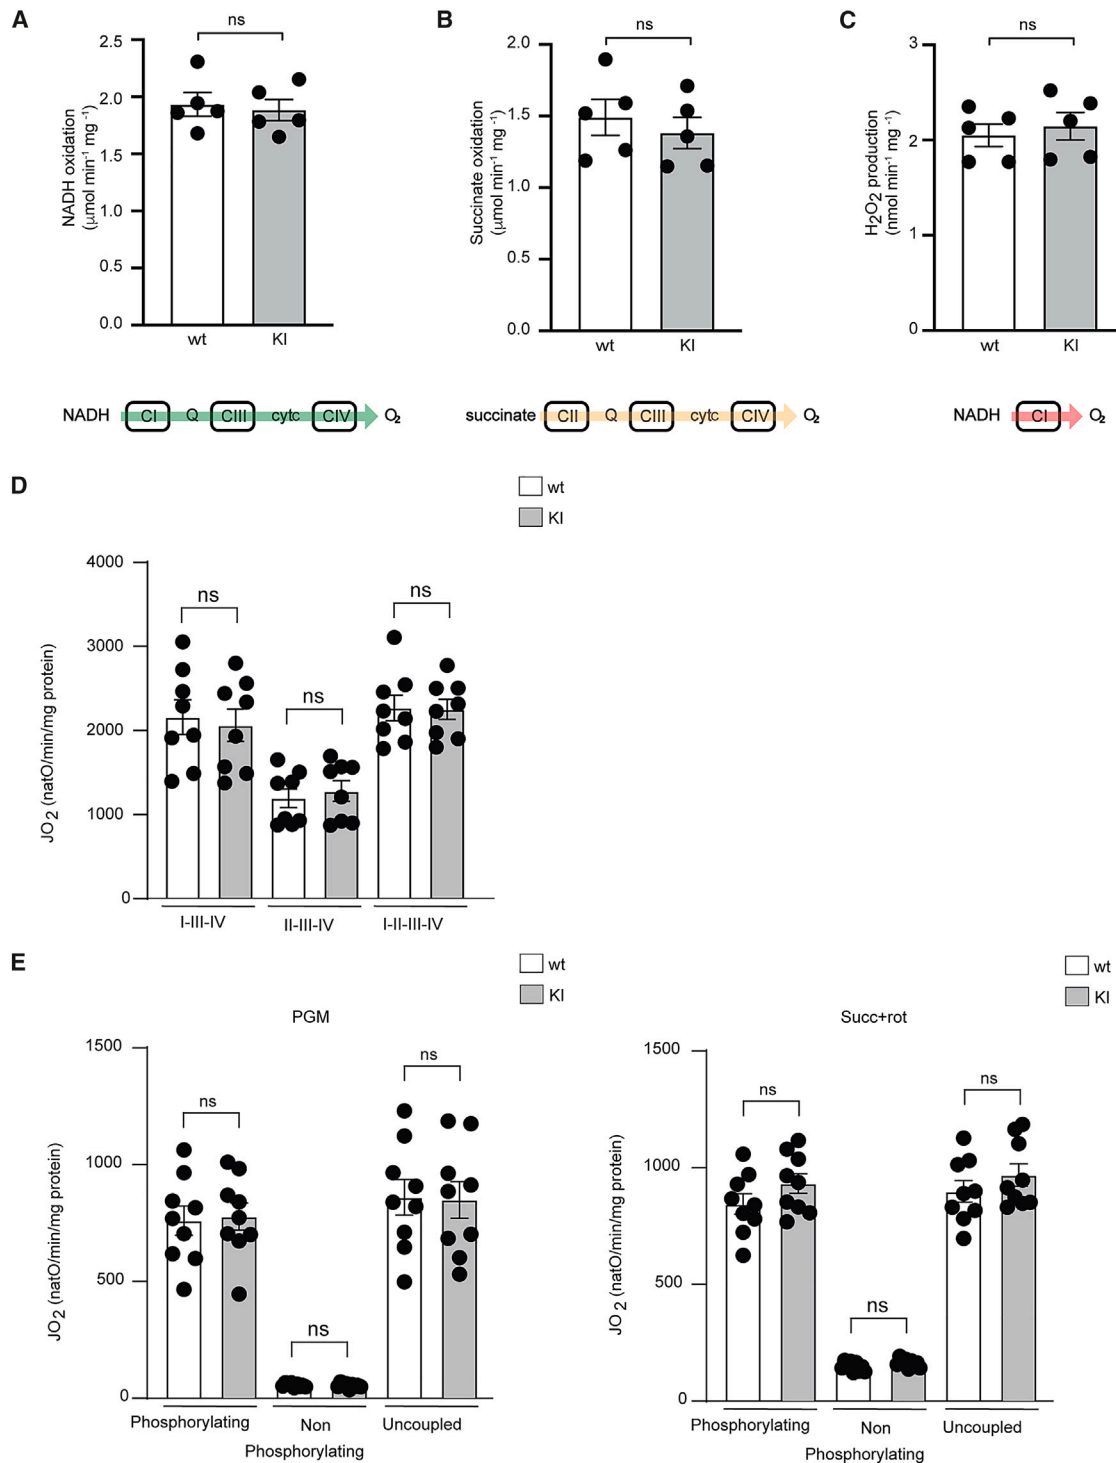 A
ns
NADH oxidation
(μmol min-1 mg -1)
2.5
2.0
1.5
1.0
0.5
0.0
wt
KI
NADH CI Q CIII cytc CIV O2
B
ns
Succinate oxidation
(μmol min-1 mg -1)
2.0
1.5
1.0
0.5
0.0
wt
KI
succinate CII Q CIII cytc CIV O2
C
ns
H2O2 production
(nmol min-1 mg -1)
3
2
1
0
wt
KI
NADH CI O2
D
wt
KI
JO2 (natO/min/mg protein)
4000
3000
2000
1000
0
ns
ns
ns
I-III-IV
II-III-IV
I-II-III-IV
E
wt
KI
PGM
JO2 (natO/min/mg protein)
1500
1000
500
0
ns
ns
ns
Phosphorylating
Non
Phosphorylating
Uncoupled
wt
KI
Succ+rot
JO2 (natO/min/mg protein)
1500
1000
500
0
ns
ns
ns
Phosphorylating
Non
Phosphorylating
Uncoupled